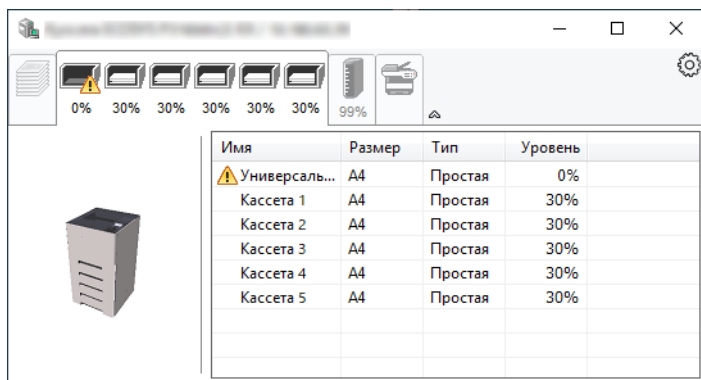 0% 30% 30% 30% 30% 30% 99%
Имя Размер Тип Уровень
Универсаль... A4 Простая 0%
Кассета 1 A4 Простая 30%
Кассета 2 A4 Простая 30%
Кассета 3 A4 Простая 30%
Кассета 4 A4 Простая 30%
Кассета 5 A4 Простая 30%